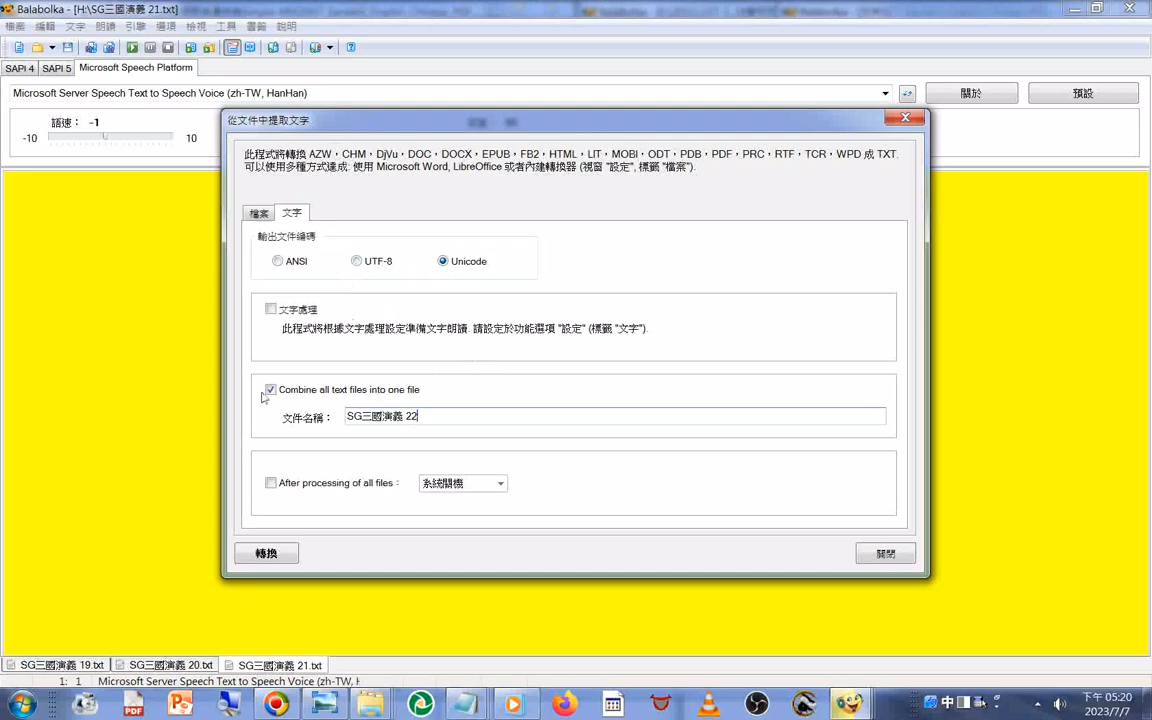 Balabolka - [H:\SG三國演義 21.txt]
檔案 編輯 文字 朗讀 引擎 選項 檢視 工具 書籤 說明
SAPI 4 SAPI 5 Microsoft Speech Platform
Microsoft Server Speech Text to Speech Voice (zh-TW, HanHan)
關於 預設
語速： -1
-10 10
從文件中提取文字
此程式將轉換 AZW，CHM，DjVu，DOC，DOCX，EPUB，FB2，HTML，LIT，MOBI，ODT，PDB，PDF，PRC，RTF，TCR，WPD 成 TXT.
可以使用多種方式達成: 使用 Microsoft Word, LibreOffice 或者內建轉換器 (視窗 "設定", 標籤 "檔案").
檔案 文字
輸出文件編碼
ANSI UTF-8 Unicode
文字處理
此程式將根據文字處理設定準備文字朗讀. 請設定於功能選項 "設定" (標籤 "文字").
Combine all text files into one file
文件名稱： SG三國演義 22
After processing of all files： 系統關機
轉換 關閉
SG三國演義 19.txt SG三國演義 20.txt SG三國演義 21.txt
1: 1 Microsoft Server Speech Text to Speech Voice (zh-TW, H
PDF
中
下午 05:20
2023/7/7